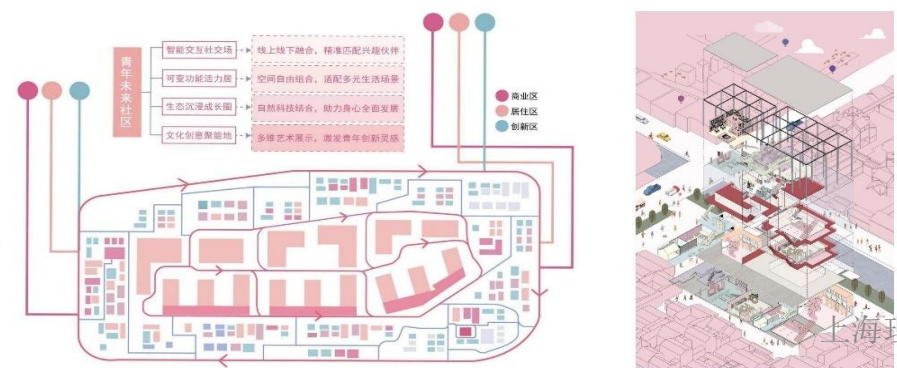 青年未来社区
智能交互社交场
线上线下融合，精准匹配兴趣伙伴
可变功能活力居
空间自由组合，适配多元生活场景
生态沉浸成长圈
自然科技结合，助力身心全面发展
文化创意聚能地
多维艺术展示，激发青年创新灵感
商业区
居住区
创新区
上海玛